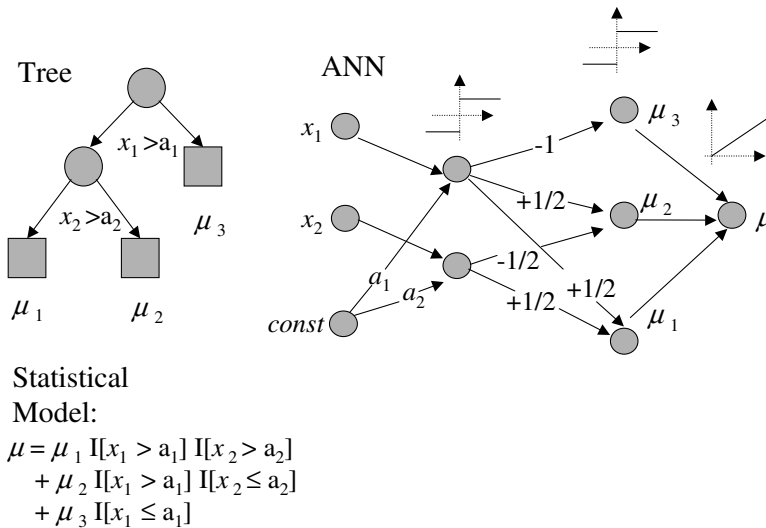 Tree
x₁ >a₁
x₂ >a₂
μ₃
μ₁
μ₂
ANN
x₁
x₂
const
a₁
a₂
-1
+1/2
-1/2
+1/2
+1/2
μ₃
μ₂
μ₁
μ
Statistical
Model:
μ = μ₁ I[x₁ > a₁] I[x₂ > a₂]
+ μ₂ I[x₁ > a₁] I[x₂ ≤ a₂]
+ μ₃ I[x₁ ≤ a₁]